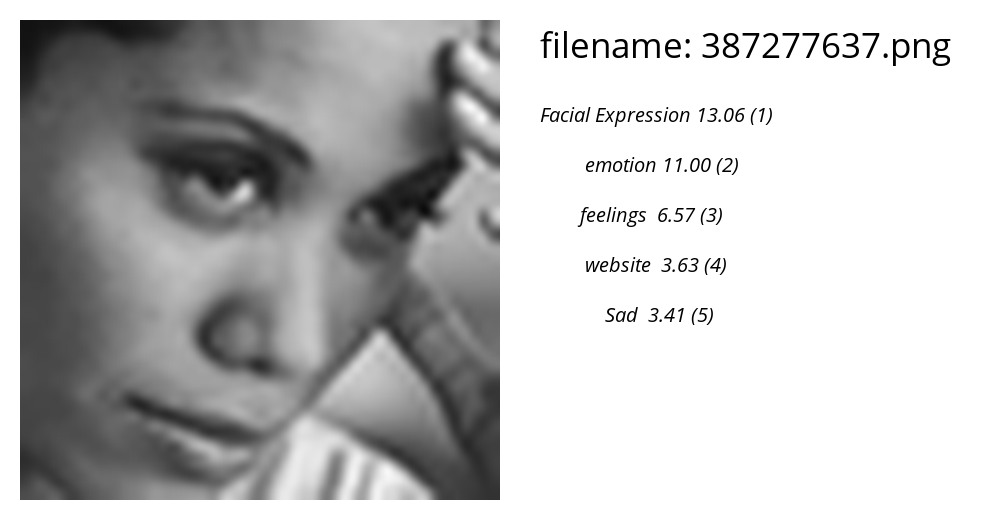 filename: 387277637.png
Facial Expression 13.06 (1)
emotion 11.00 (2)
feelings 6.57 (3)
website 3.63 (4)
Sad 3.41 (5)